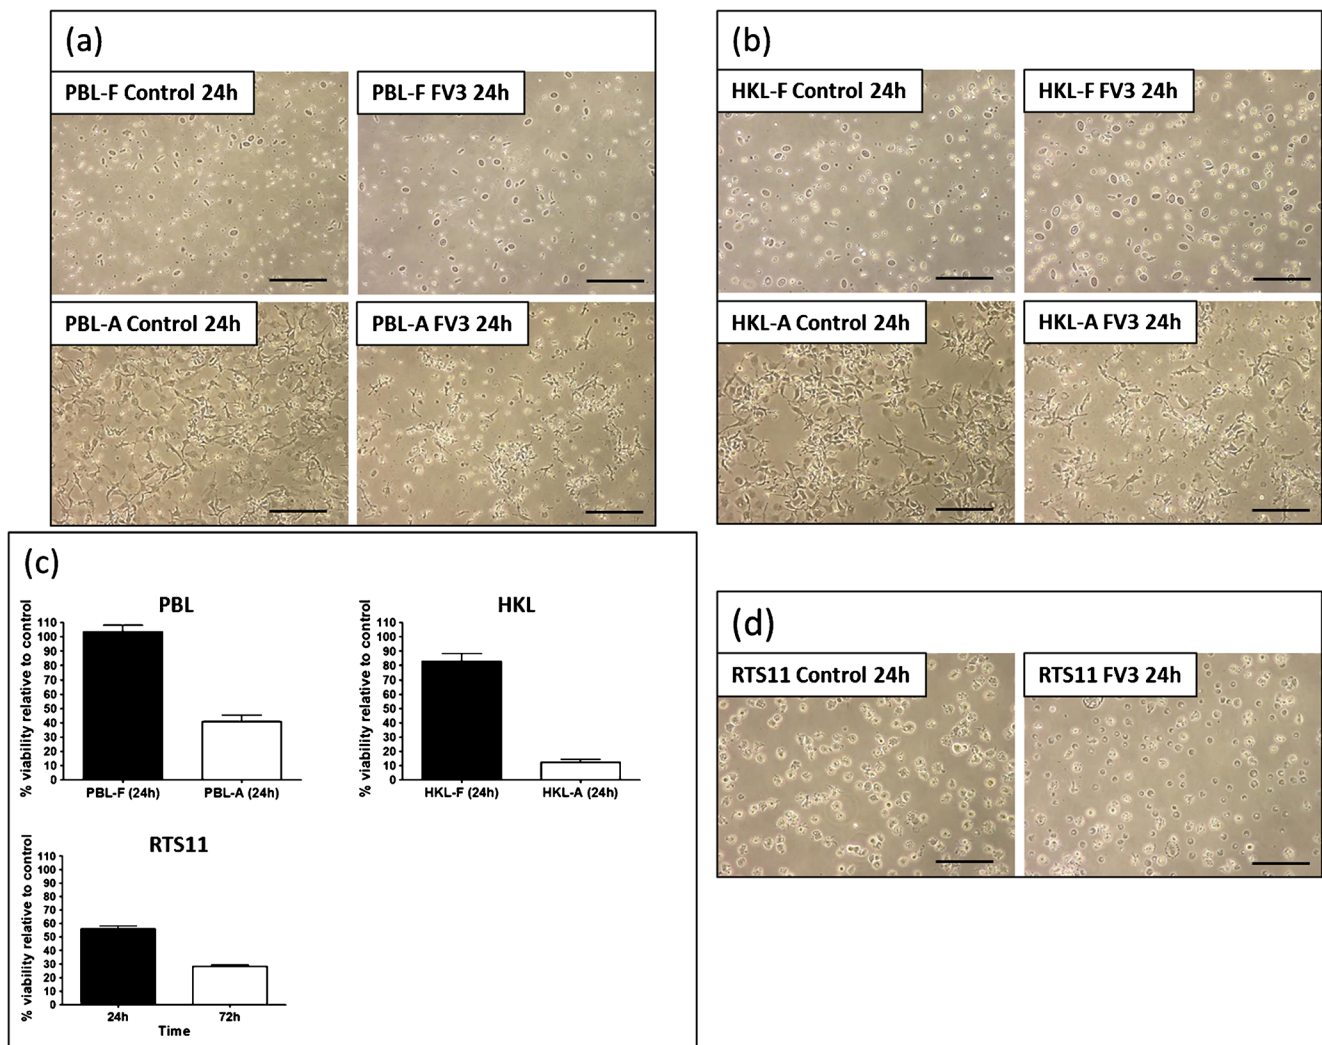 (a)
PBL-F Control 24h
PBL-F FV3 24h
PBL-A Control 24h
PBL-A FV3 24h
(b)
HKL-F Control 24h
HKL-F FV3 24h
HKL-A Control 24h
HKL-A FV3 24h
(c)
PBL
% viability relative to control
110
100
90
80
70
60
50
40
30
20
10
0
PBL-F (24h)
PBL-A (24h)
HKL
% viability relative to control
110
100
90
80
70
60
50
40
30
20
10
0
HKL-F (24h)
HKL-A (24h)
RTS11
% viability relative to control
110
100
90
80
70
60
50
40
30
20
10
0
24h
72h
Time
(d)
RTS11 Control 24h
RTS11 FV3 24h